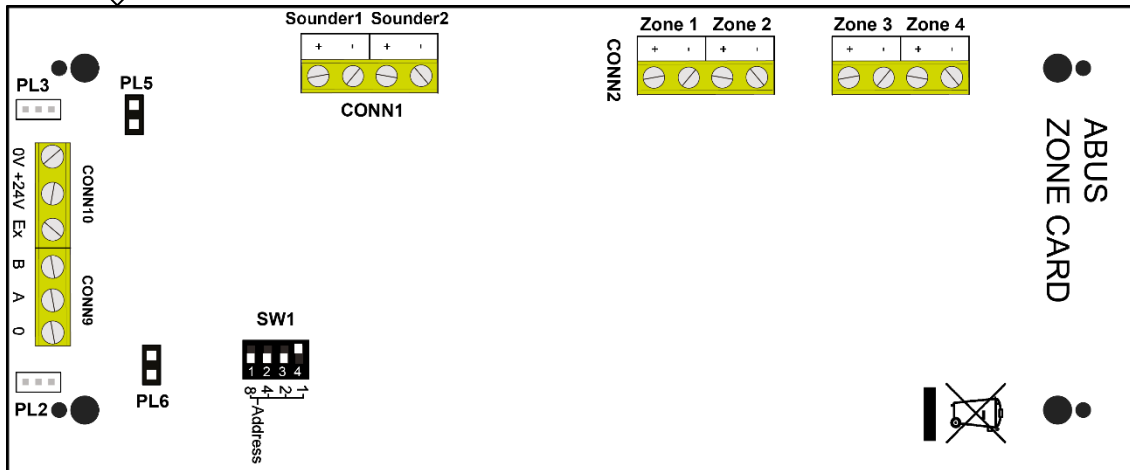 Sounder1 Sounder2
+ - + -
CONN1
Zone 1 Zone 2
+ - + -
CONN2
Zone 3 Zone 4
+ - + -
PL3
PL5
0V +24V Ex
CONN10
B A 0
CONN9
PL2
PL6
SW1
1 2 3 4
8 4 2 1
Address
ABUS
ZONE CARD